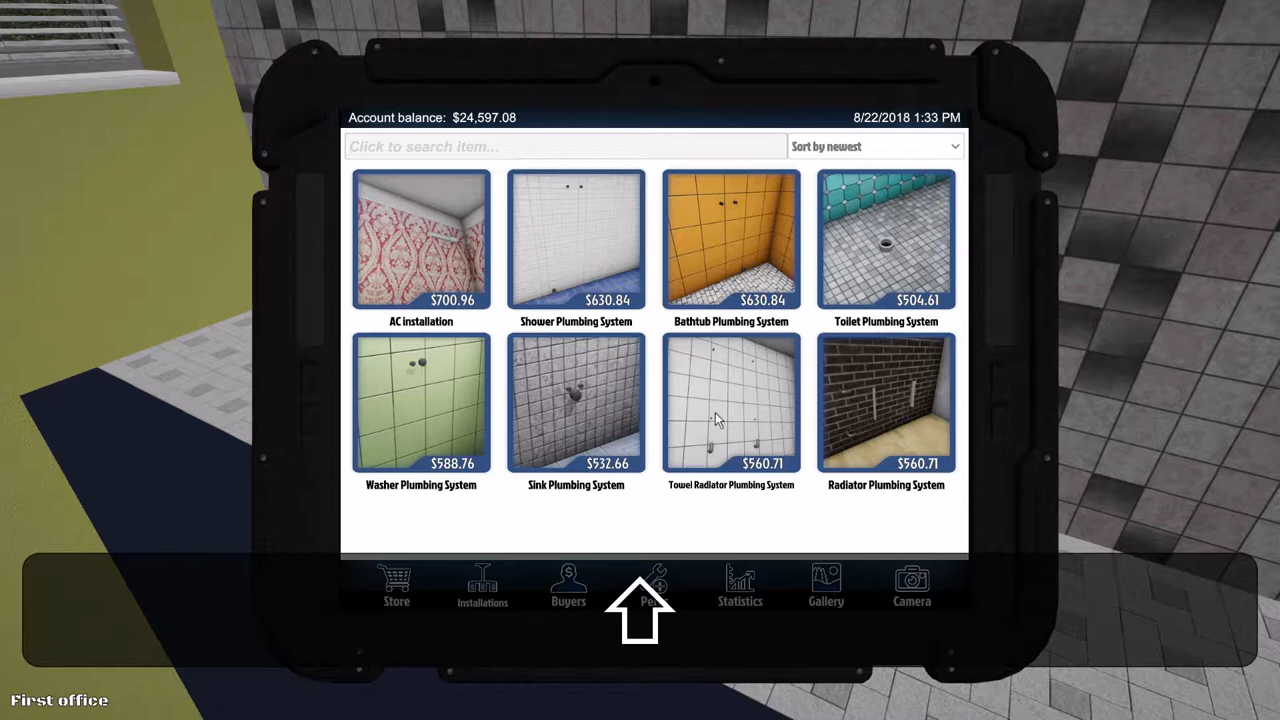 Account balance: $24,597.08
8/22/2018 1:33 PM
Click to search item...
Sort by newest
$700.96
$630.84
$630.84
$504.61
AC installation
Shower Plumbing System
Bathtub Plumbing System
Toilet Plumbing System
$588.76
$532.66
$560.71
$560.71
Washer Plumbing System
Sink Plumbing System
Towel Radiator Plumbing System
Radiator Plumbing System
Store
Installations
Buyers
Statistics
Gallery
Camera
First office